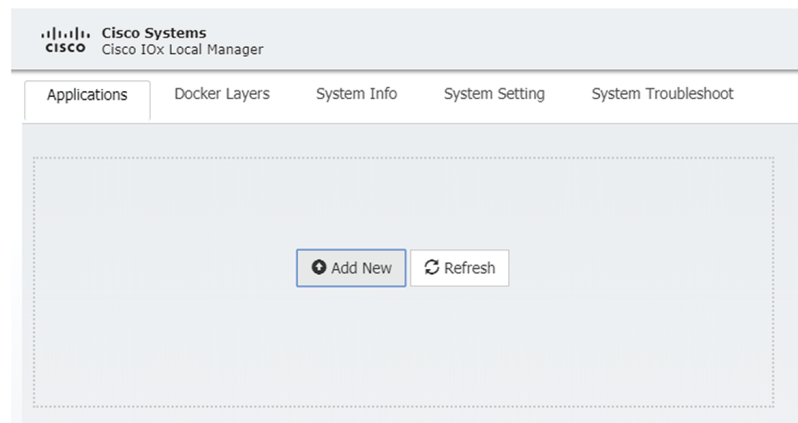 Cisco Systems
CISCO Cisco IOx Local Manager
Applications Docker Layers System Info System Setting System Troubleshoot
Add New Refresh